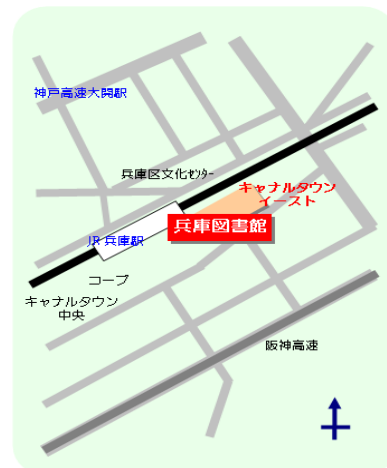 神戸高速大開駅
兵庫区文化センター
キャナルタウン
イースト
兵庫図書館
JR兵庫駅
コープ
キャナルタウン
中央
阪神高速